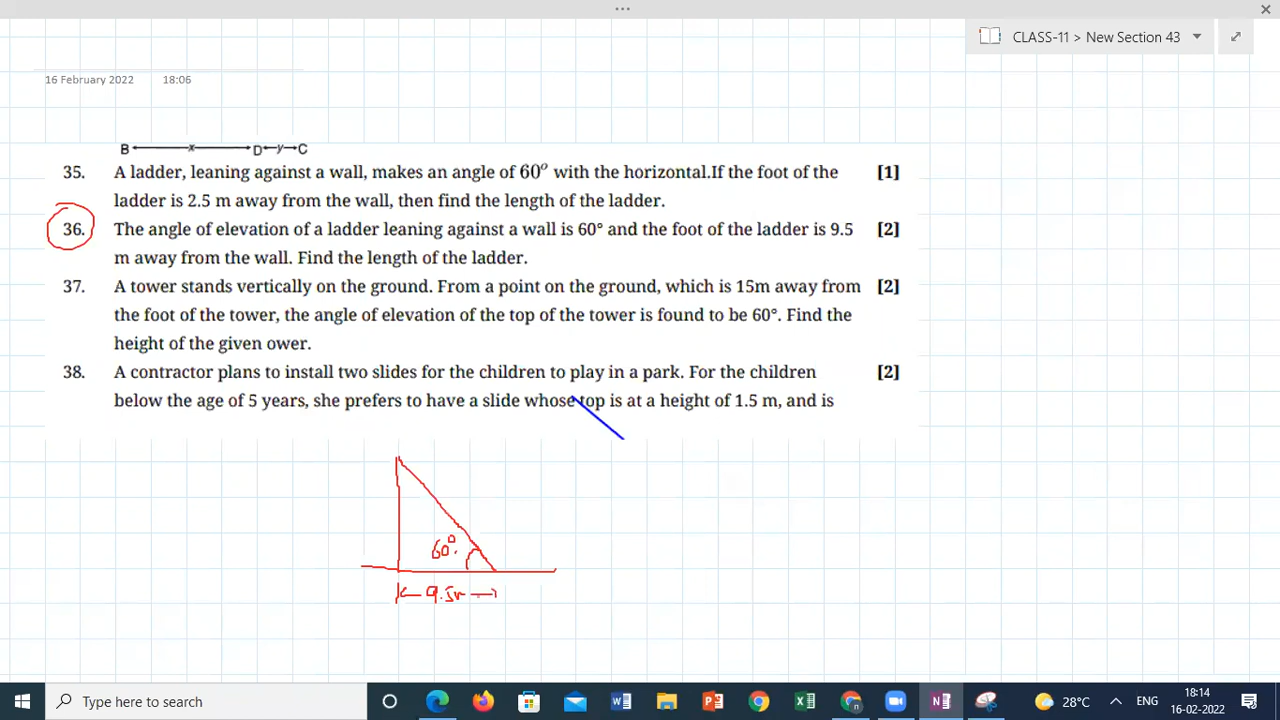 CLASS-11 > New Section 43
16 February 2022 18:06
B x D y C
35. A ladder, leaning against a wall, makes an angle of 60° with the horizontal.If the foot of the [1]
ladder is 2.5 m away from the wall, then find the length of the ladder.
36. The angle of elevation of a ladder leaning against a wall is 60° and the foot of the ladder is 9.5 [2]
m away from the wall. Find the length of the ladder.
37. A tower stands vertically on the ground. From a point on the ground, which is 15m away from [2]
the foot of the tower, the angle of elevation of the top of the tower is found to be 60°. Find the
height of the given ower.
38. A contractor plans to install two slides for the children to play in a park. For the children [2]
below the age of 5 years, she prefers to have a slide whose top is at a height of 1.5 m, and is
60°
9.5m
Type here to search
28°C
ENG
18:14
16-02-2022